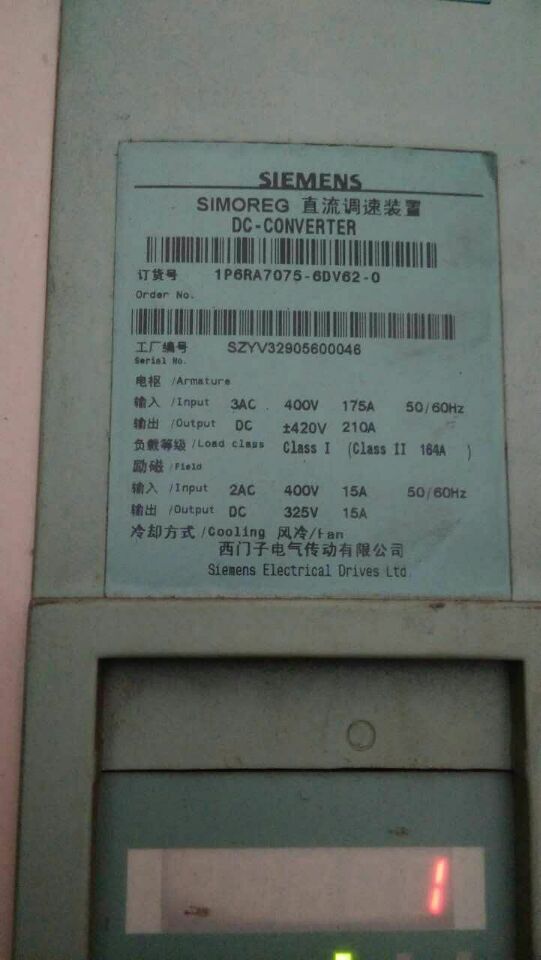 SIEMENS
SIMOREG 直流调速装置
DC-CONVERTER
订货号 1P6RA7075-6DV62-0
Order No.
工厂编号 SZYV32905600046
Serial No.
电枢 /Armature
输入 /Input 3AC 400V 175A 50/60Hz
输出 /Output DC ±420V 210A
负载等级 /Load class Class I (Class II 164A )
励磁 /Field
输入 /Input 2AC 400V 15A 50/60Hz
输出 /Output DC 325V 15A
冷却方式 /Cooling 风冷/Fan
西门子电气传动有限公司
Siemens Electrical Drives Ltd.
1